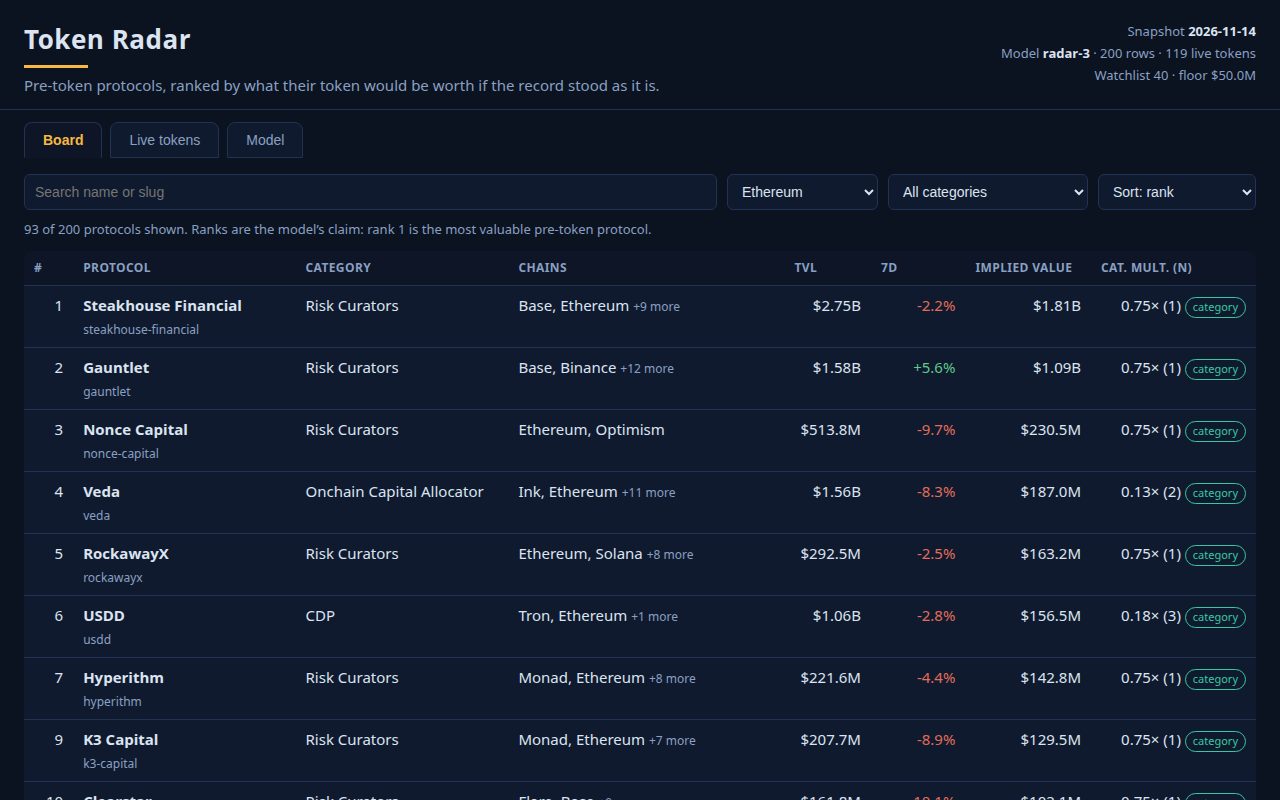 Token Radar
Snapshot 2026-11-14
Model radar-3 · 200 rows · 119 live tokens
Watchlist 40 · floor $50.0M
Pre-token protocols, ranked by what their token would be worth if the record stood as it is.
Board Live tokens Model
Search name or slug Ethereum All categories Sort: rank
93 of 200 protocols shown. Ranks are the model’s claim: rank 1 is the most valuable pre-token protocol.
# PROTOCOL CATEGORY CHAINS TVL 7D IMPLIED VALUE CAT. MULT. (N)
1 Steakhouse Financial Risk Curators Base, Ethereum +9 more $2.75B -2.2% $1.81B 0.75× (1) category
steakhouse-financial
2 Gauntlet Risk Curators Base, Binance +12 more $1.58B +5.6% $1.09B 0.75× (1) category
gauntlet
3 Nonce Capital Risk Curators Ethereum, Optimism $513.8M -9.7% $230.5M 0.75× (1) category
nonce-capital
4 Veda Onchain Capital Allocator Ink, Ethereum +11 more $1.56B -8.3% $187.0M 0.13× (2) category
veda
5 RockawayX Risk Curators Ethereum, Solana +8 more $292.5M -2.5% $163.2M 0.75× (1) category
rockawayx
6 USDD CDP Tron, Ethereum +1 more $1.06B -2.8% $156.5M 0.18× (3) category
usdd
7 Hyperithm Risk Curators Monad, Ethereum +8 more $221.6M -4.4% $142.8M 0.75× (1) category
hyperithm
9 K3 Capital Risk Curators Monad, Ethereum +7 more $207.7M -8.9% $129.5M 0.75× (1) category
k3-capital